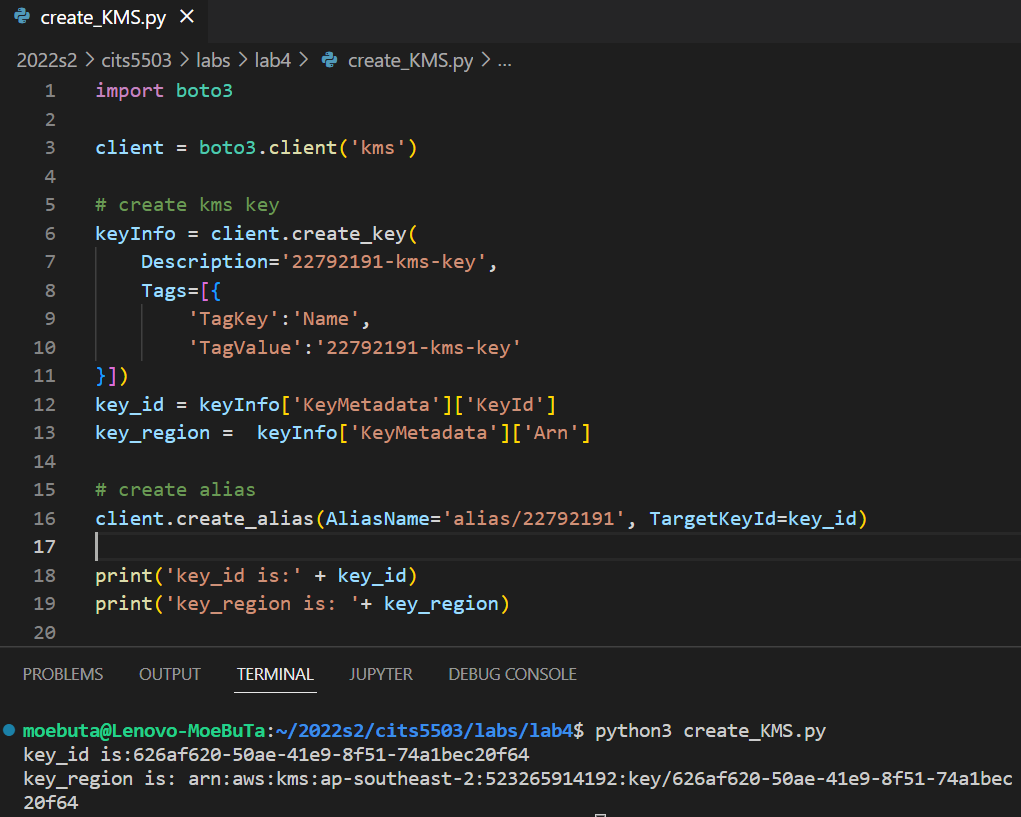 create_KMS.py ×
2022s2 > cits5503 > labs > lab4 > create_KMS.py > ...
1 import boto3
2
3 client = boto3.client('kms')
4
5 # create kms key
6 keyInfo = client.create_key(
7     Description='22792191-kms-key',
8     Tags=[{
9         'TagKey':'Name',
10         'TagValue':'22792191-kms-key'
11 }])
12 key_id = keyInfo['KeyMetadata']['KeyId']
13 key_region =  keyInfo['KeyMetadata']['Arn']
14
15 # create alias
16 client.create_alias(AliasName='alias/22792191', TargetKeyId=key_id)
17
18 print('key_id is:' + key_id)
19 print('key_region is: '+ key_region)
20
PROBLEMS OUTPUT TERMINAL JUPYTER DEBUG CONSOLE
moebuta@Lenovo-MoeBuTa:~/2022s2/cits5503/labs/lab4$ python3 create_KMS.py
key_id is:626af620-50ae-41e9-8f51-74a1bec20f64
key_region is: arn:aws:kms:ap-southeast-2:523265914192:key/626af620-50ae-41e9-8f51-74a1bec
20f64